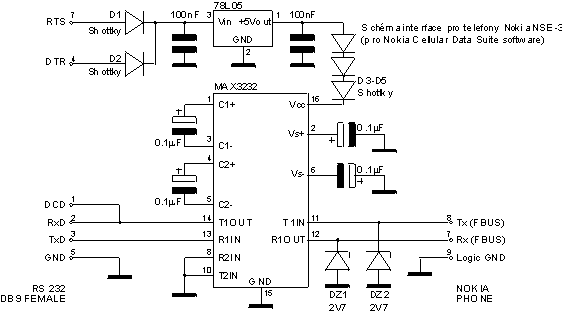 RTS 7 D1 Shottky
100nF 3 78L05 Vin +5Vout GND 2 1 100nF
Schéma interface pro telefony Nokia NSE-3
(pro Nokia Cellular Data Suite software)
DTR 4 D2 Shottky
D3-D5
Shottky
MAX3232
1 C1+ Vcc 16
Vs+ 2 + 0.1µF
+ 0.1µF 3 C1-
4 C2+
Vs- 6 + 0.1µF
+ 0.1µF 5 C2-
DCD 1
RxD 2 14 T1OUT T1IN 11 8 Tx (FBUS)
TxD 3 13 R1IN R1OUT 12 7 Rx (FBUS)
GND 5 8 R2IN 9 Logic GND
10 T2IN
GND
15
RS 232
DB9 FEMALE
DZ1
2V7
DZ2
2V7
NOKIA
PHONE